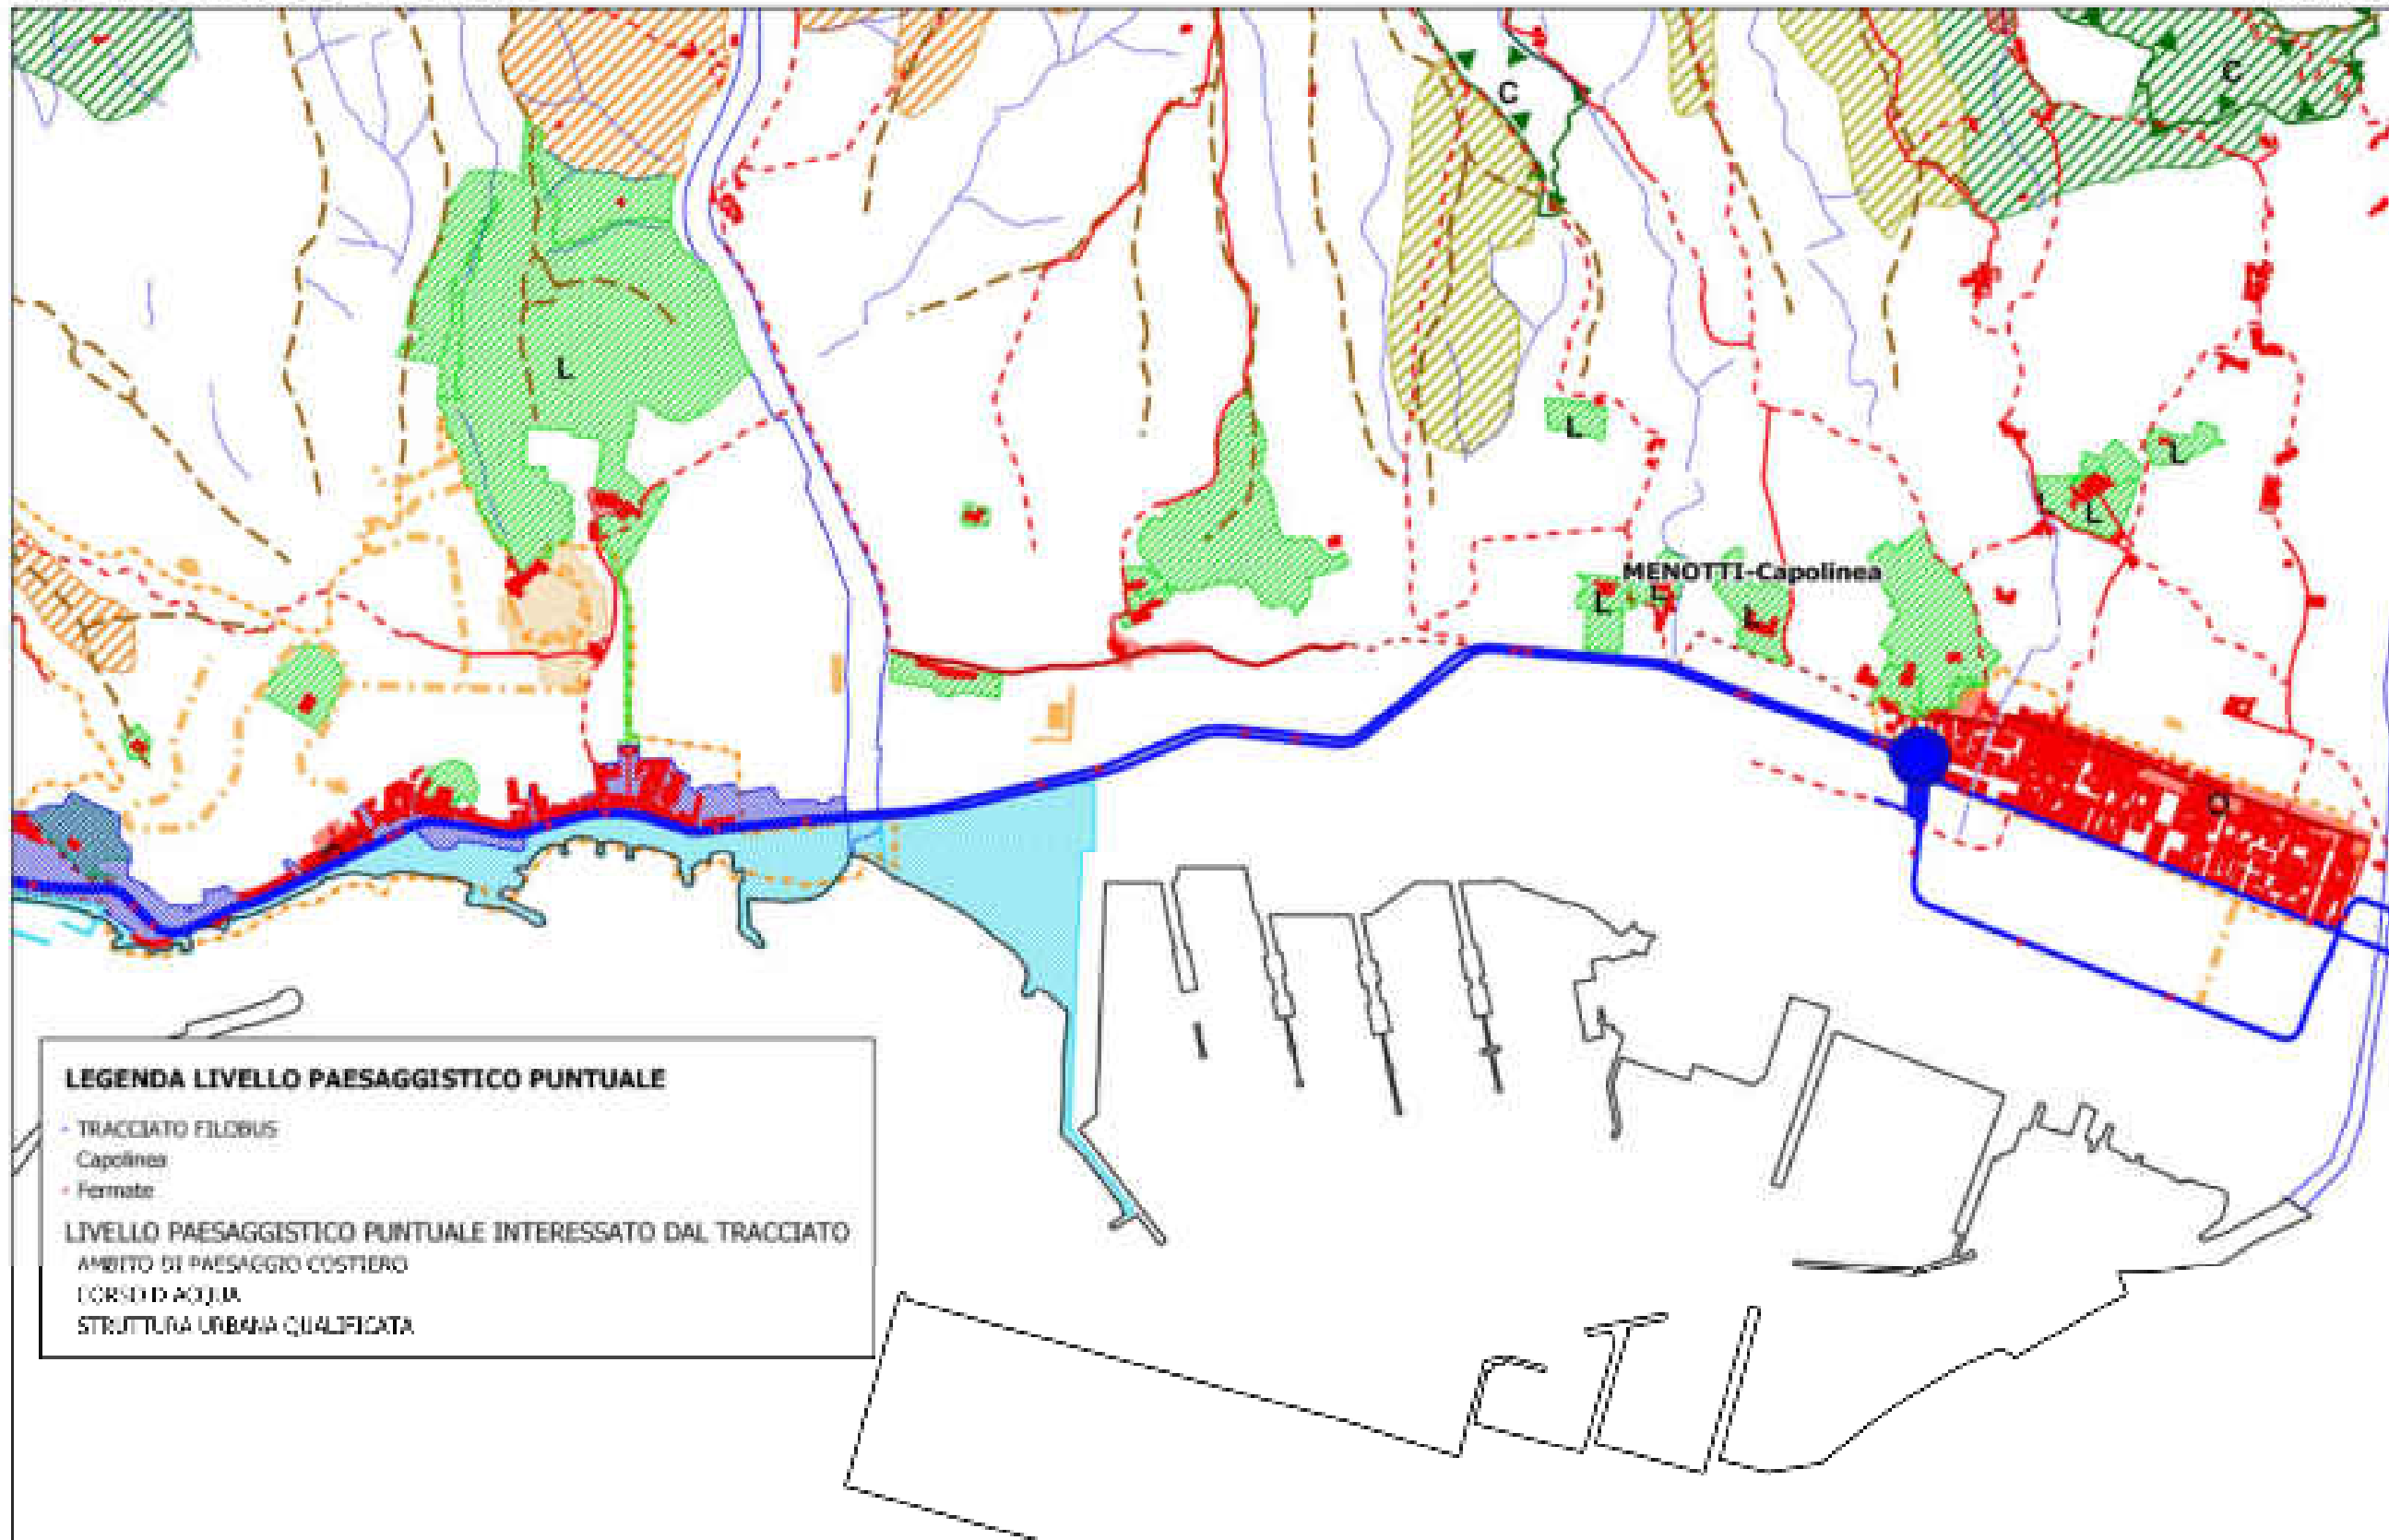 C
C
L
L
L
L
MENOTTI-Capolinea
L
L
L
Q
LEGENDA LIVELLO PAESAGGISTICO PUNTUALE
TRACCIATO FILOBUS
Capolinea
Fermate
LIVELLO PAESAGGISTICO PUNTUALE INTERESSATO DAL TRACCIATO
AMBITO DI PAESAGGIO COSTIERO
CORSO D ACQUA
STRUTTURA URBANA QUALIFICATA